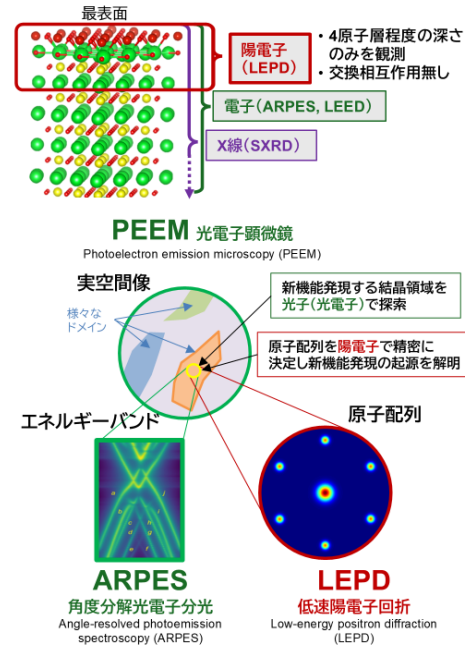 最表面
陽電子
(LEPD)
・ 4原子層程度の深さ
のみを観測
・ 交換相互作用無し
電子(ARPES, LEED)
X線(SXRD)
PEEM 光電子顕微鏡
Photoelectron emission microscopy (PEEM)
実空間像
様々な
ドメイン
新機能発現する結晶領域を
光子(光電子)で探索
原子配列を陽電子で精密に
決定し新機能発現の起源を解明
エネルギーバンド
原子配列
a
j
b
i
c
h
d
g
e
f
ARPES
角度分解光電子分光
Angle-resolved photoemission
spectroscopy (ARPES)
LEPD
低速陽電子回折
Low-energy positron diffraction
(LEPD)